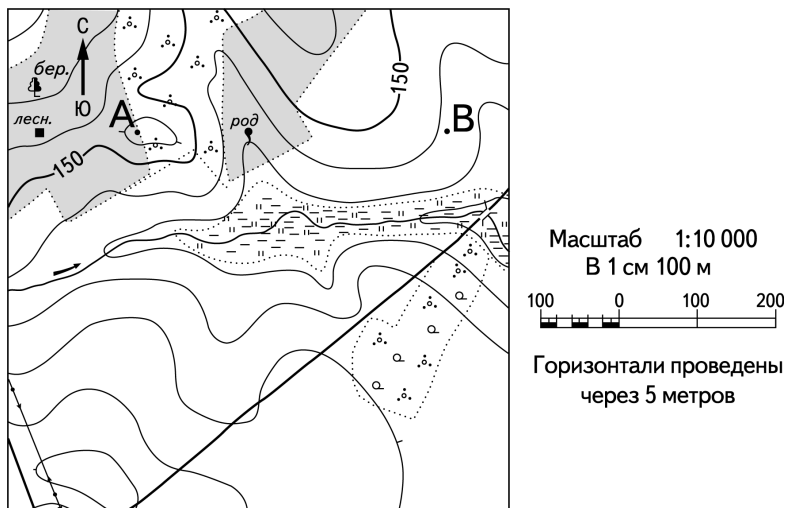 С
бер.
Ю
лесн.
А
род
В
150
150
Масштаб 1:10 000
В 1 см 100 м
100 0 100 200
Горизонтали проведены
через 5 метров